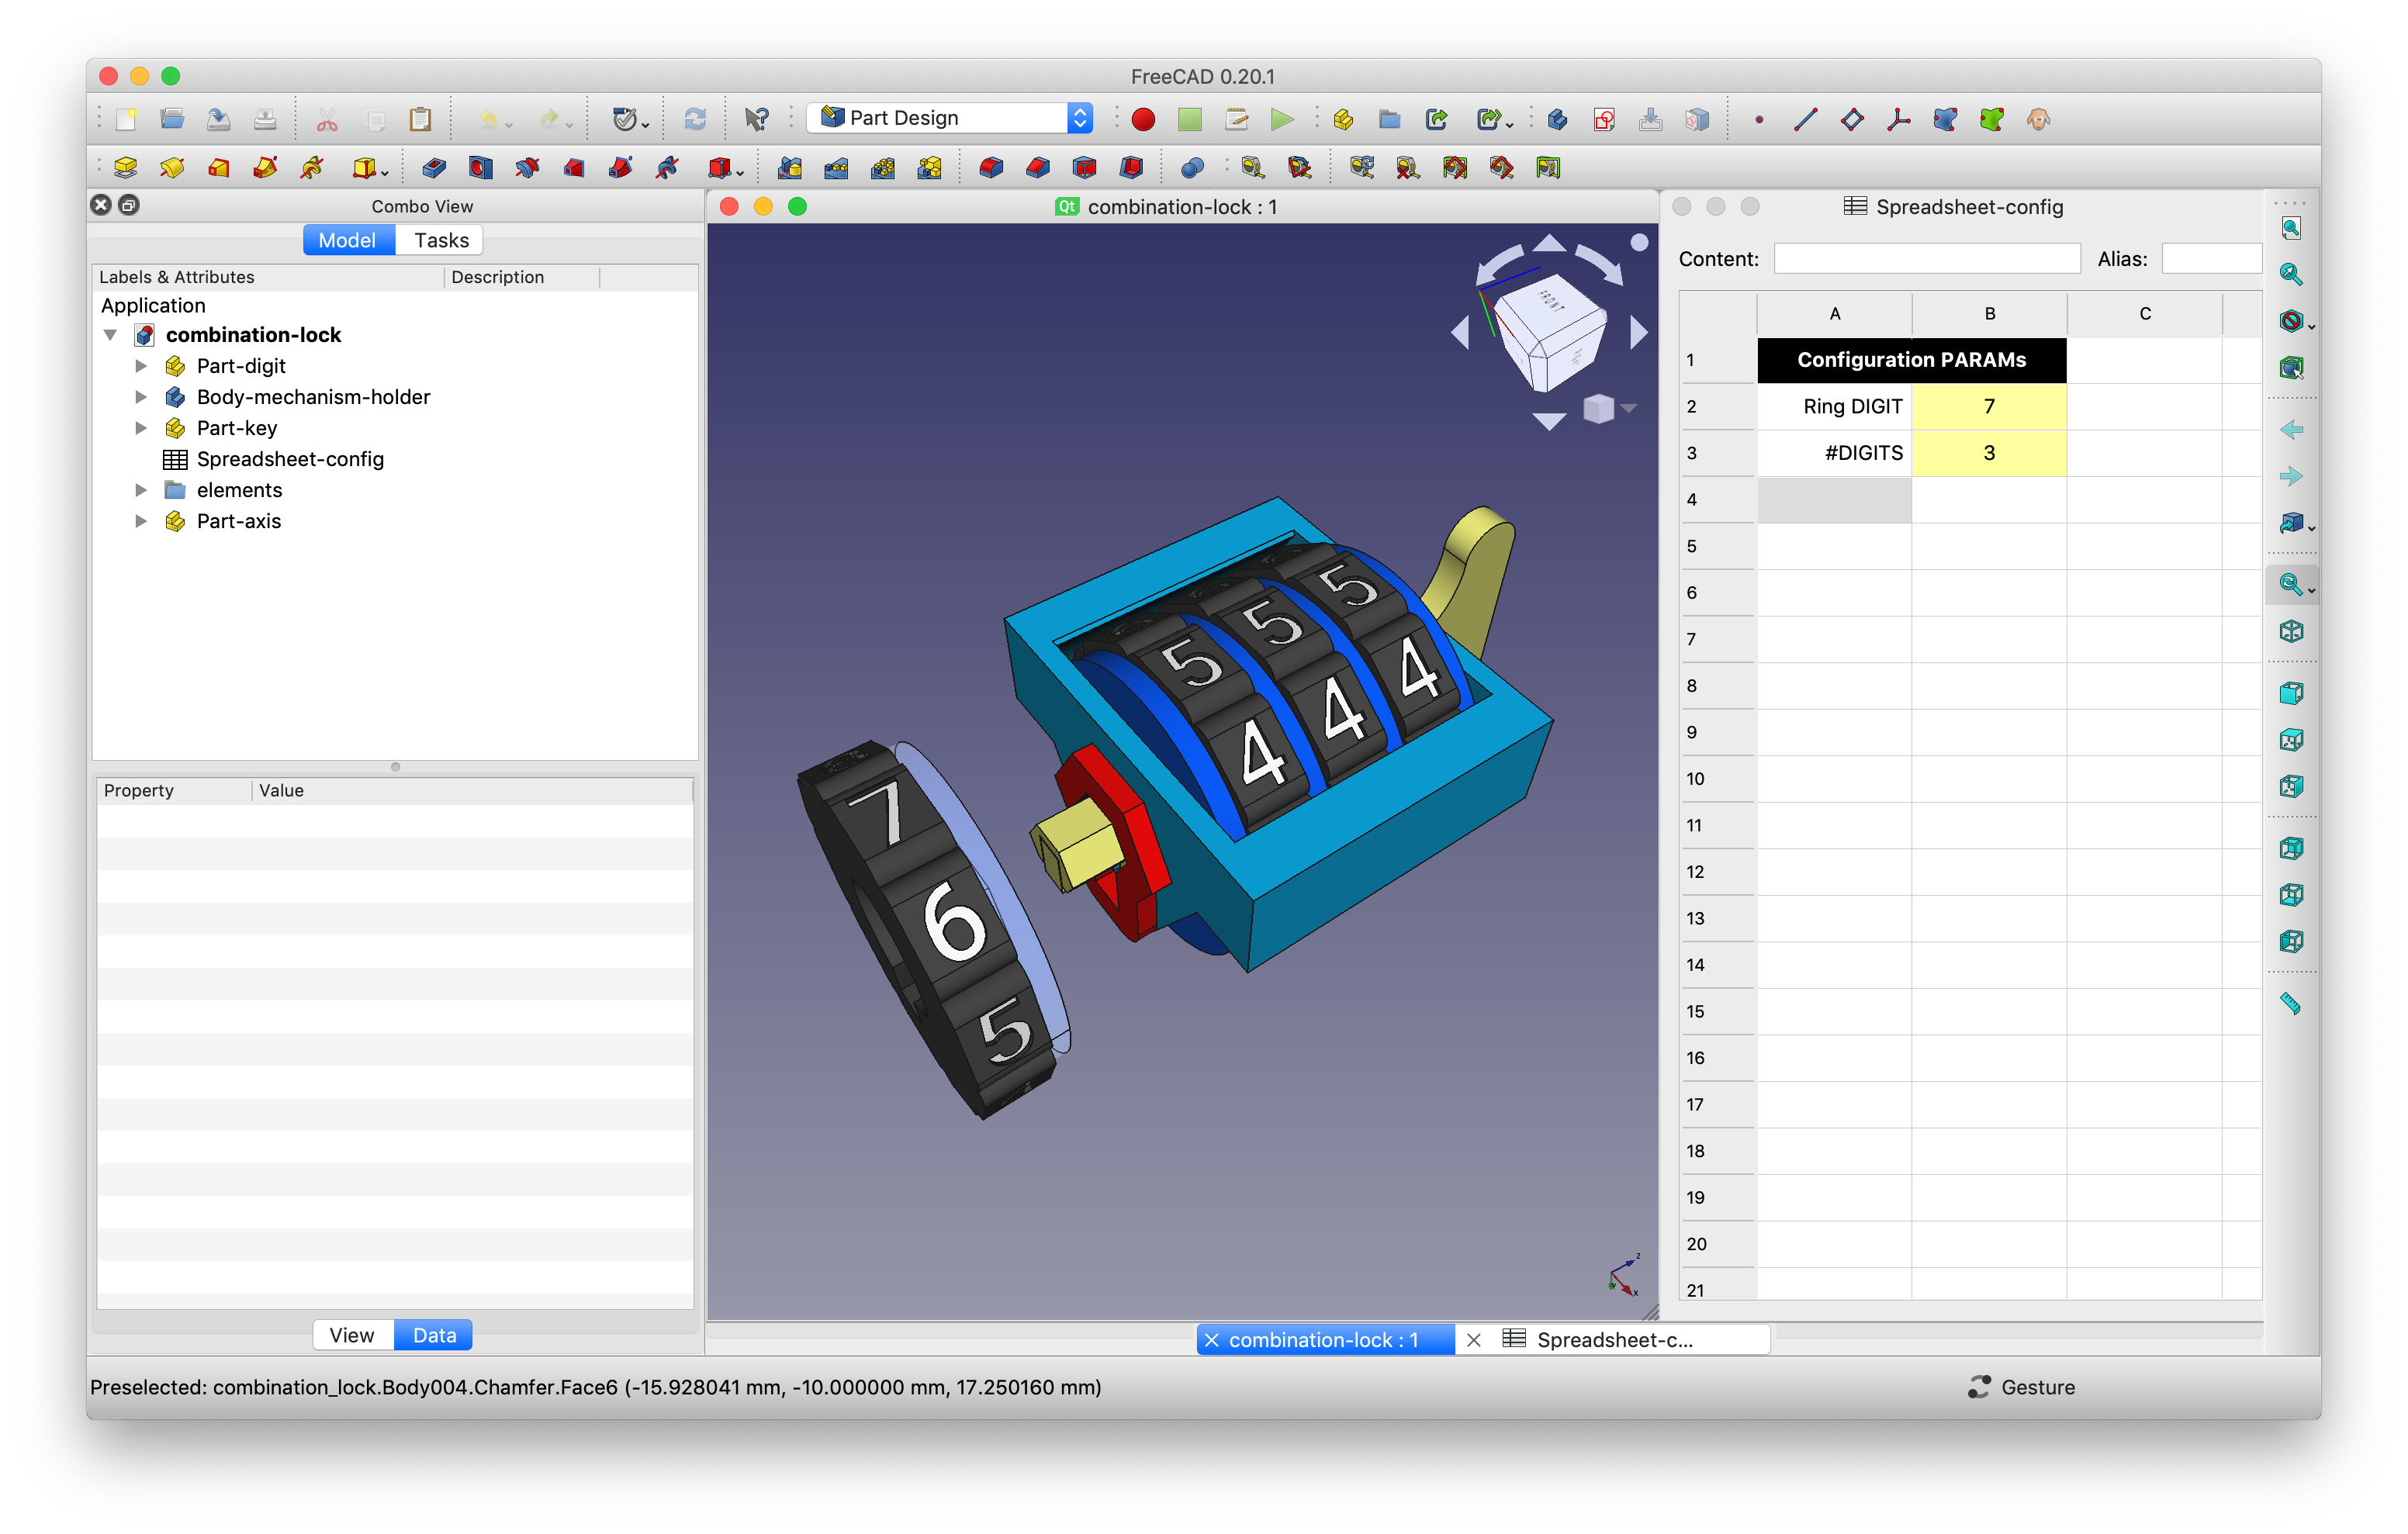 FreeCAD 0.20.1
Part Design
Combo View
Model Tasks
Labels & Attributes Description
Application
combination-lock
Part-digit
Body-mechanism-holder
Part-key
Spreadsheet-config
elements
Part-axis
Property Value
View Data
Qt combination-lock : 1
FRONT
5 5 5
4 4 4
7
6
5
z
x
Spreadsheet-config
Content: Alias:
A B C
1 Configuration PARAMs
2 Ring DIGIT 7
3 #DIGITS 3
4
5
6
7
8
9
10
11
12
13
14
15
16
17
18
19
20
21
combination-lock : 1 Spreadsheet-c...
Preselected: combination_lock.Body004.Chamfer.Face6 (-15.928041 mm, -10.000000 mm, 17.250160 mm) Gesture